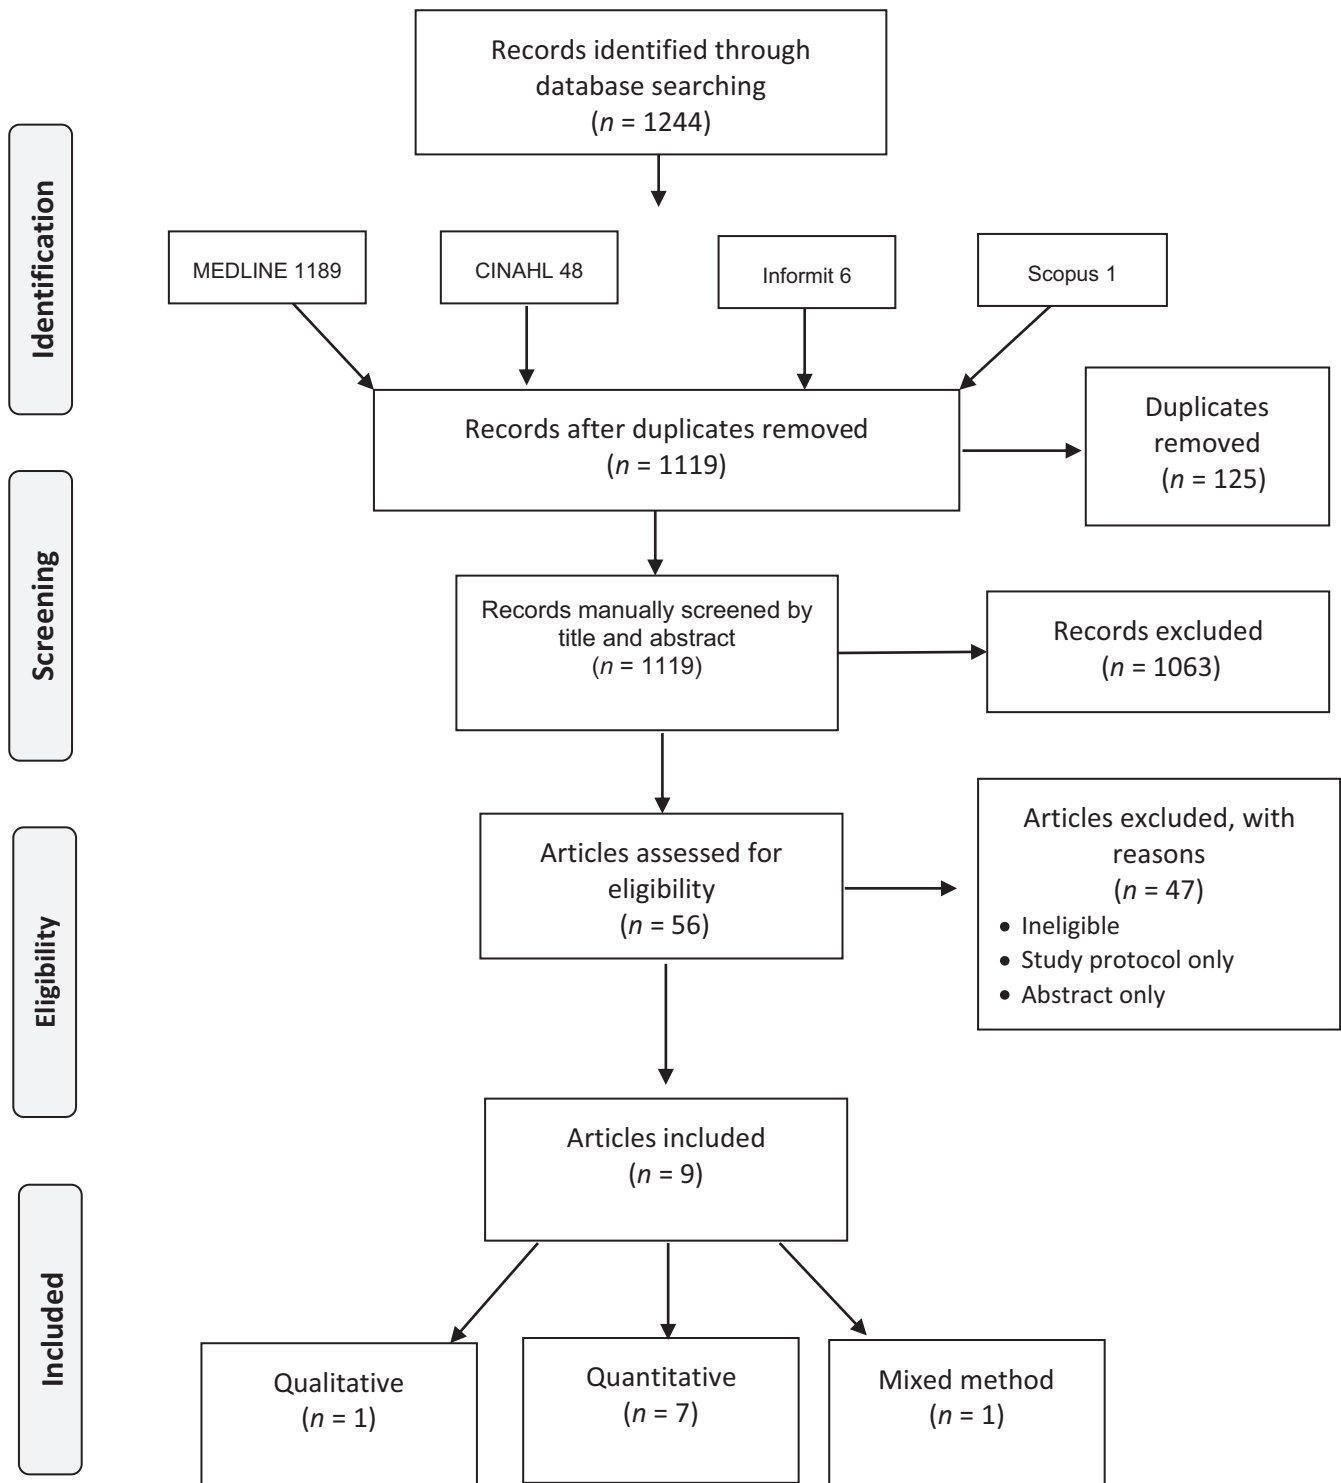 Records identified through
database searching
(n = 1244)
Identification
MEDLINE 1189
CINAHL 48
Informit 6
Scopus 1
Records after duplicates removed
(n = 1119)
Duplicates
removed
(n = 125)
Screening
Records manually screened by
title and abstract
(n = 1119)
Records excluded
(n = 1063)
Eligibility
Articles assessed for
eligibility
(n = 56)
Articles excluded, with
reasons
(n = 47)
• Ineligible
• Study protocol only
• Abstract only
Included
Articles included
(n = 9)
Qualitative
(n = 1)
Quantitative
(n = 7)
Mixed method
(n = 1)